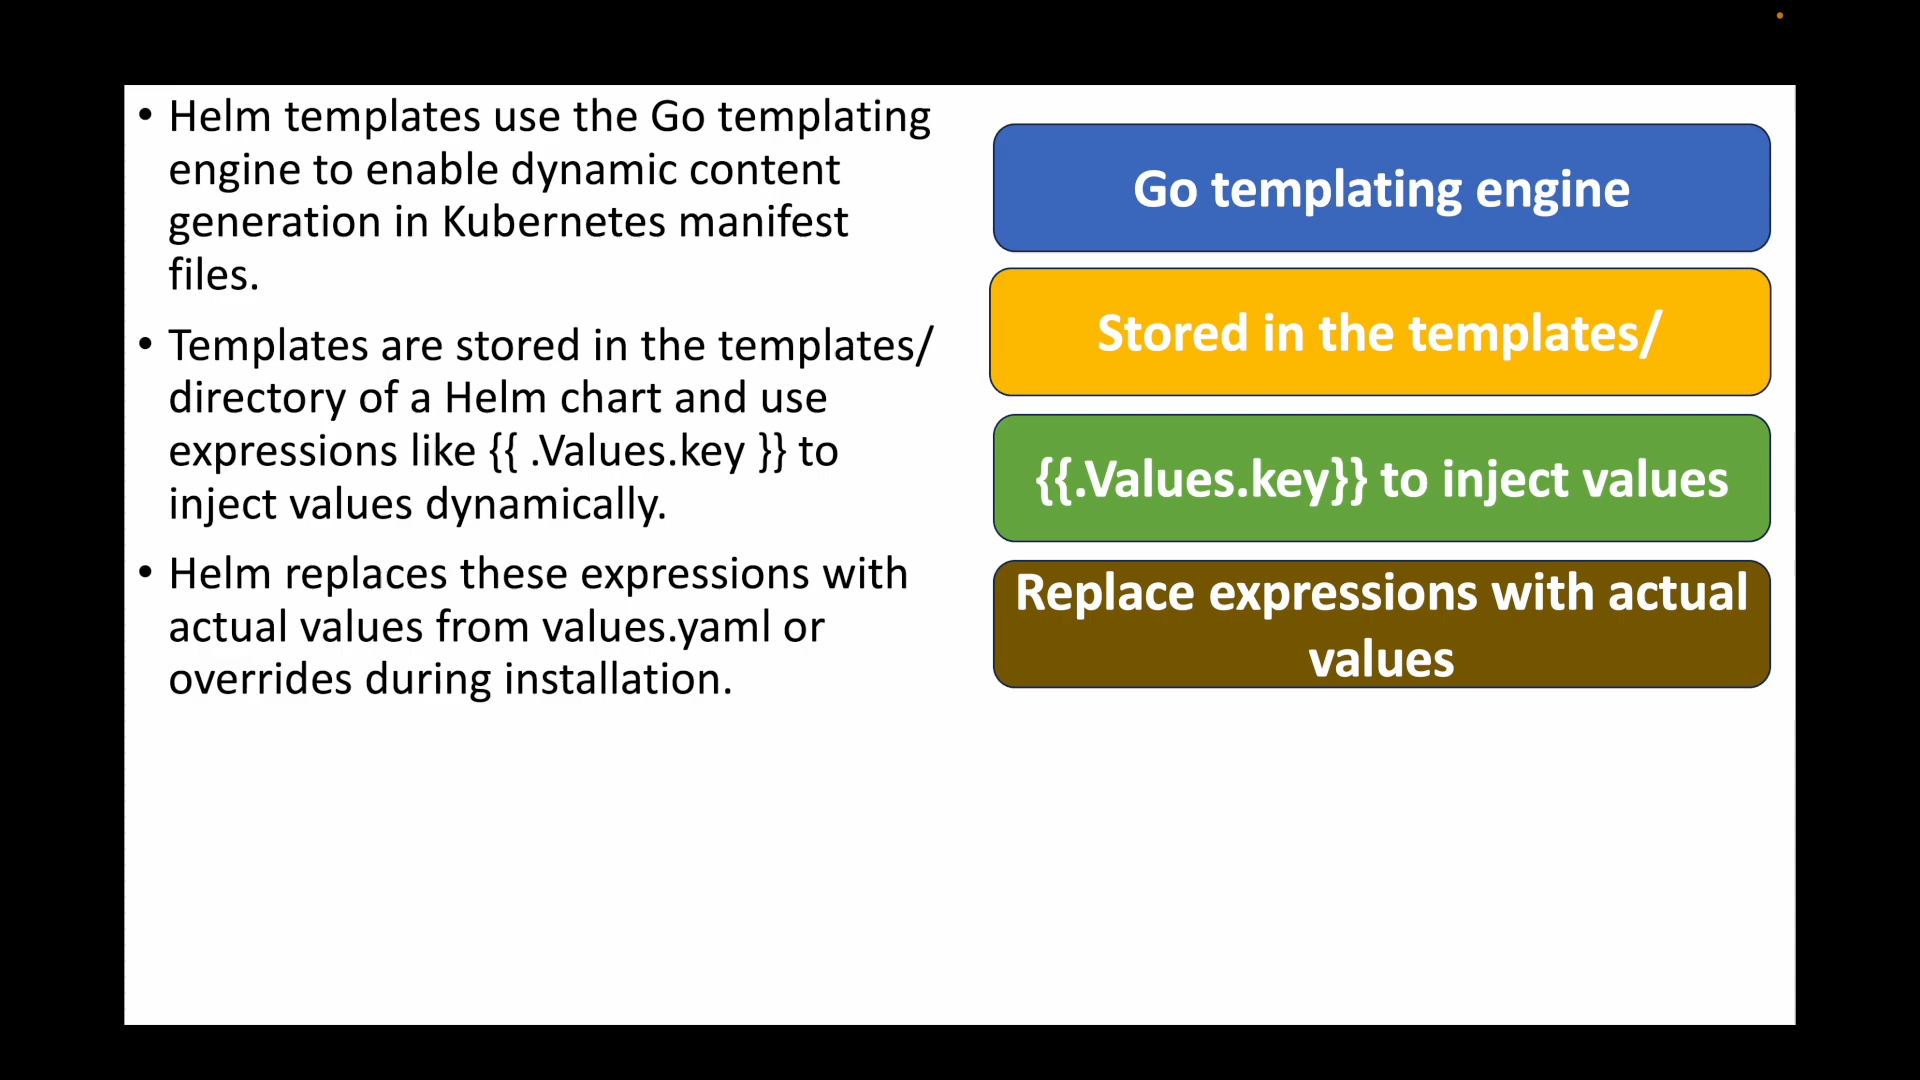 • Helm templates use the Go templating
engine to enable dynamic content
generation in Kubernetes manifest
files.
• Templates are stored in the templates/
directory of a Helm chart and use
expressions like {{ .Values.key }} to
inject values dynamically.
• Helm replaces these expressions with
actual values from values.yaml or
overrides during installation.
Go templating engine
Stored in the templates/
{{.Values.key}} to inject values
Replace expressions with actual
values